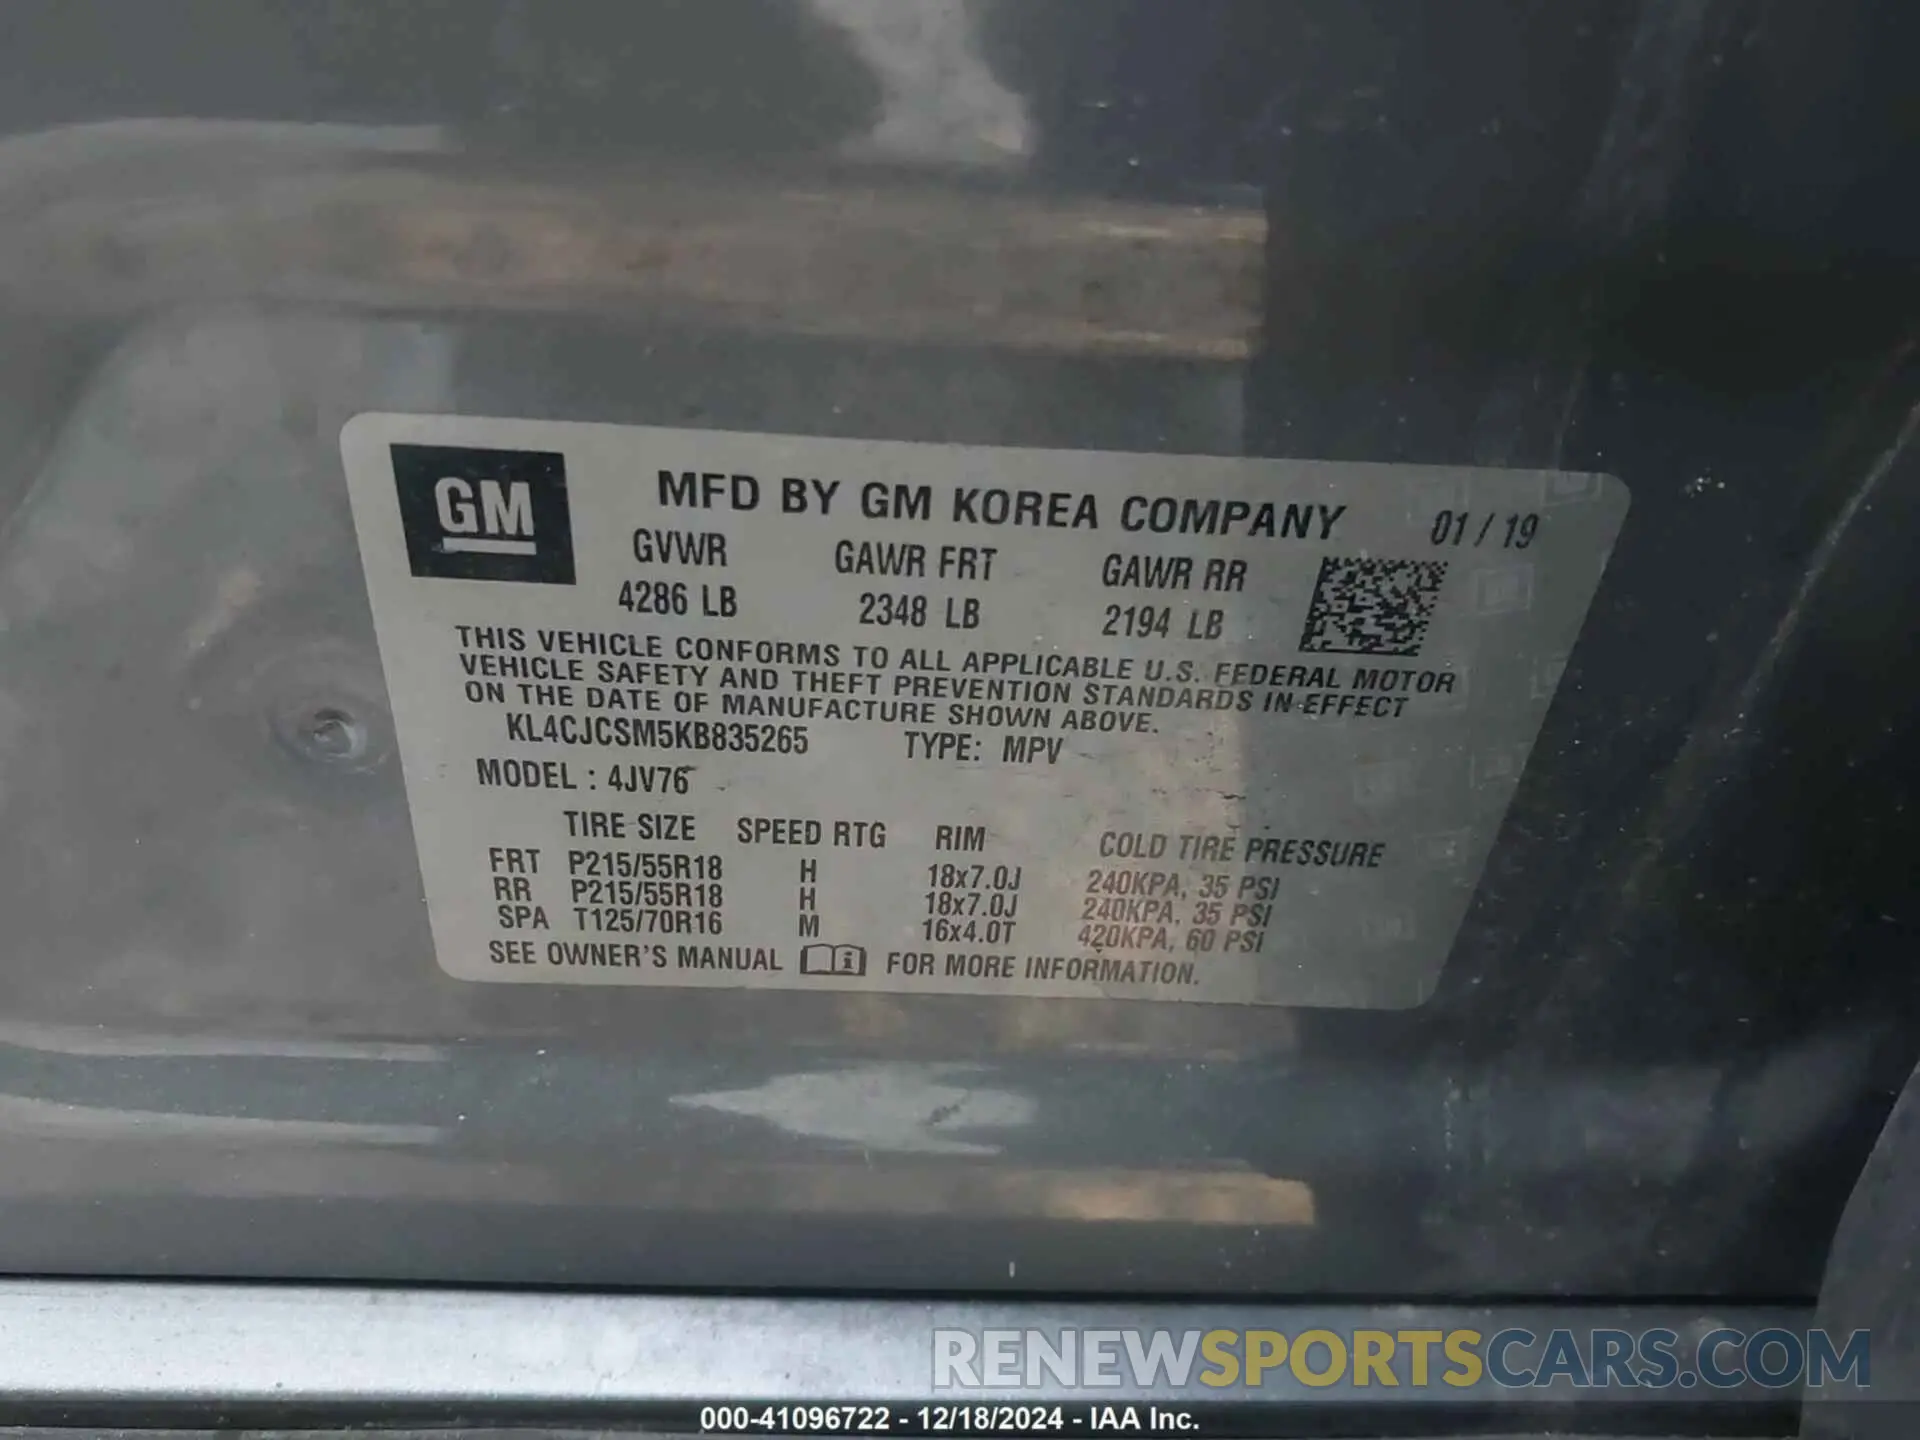 GM
MFD BY GM KOREA COMPANY 01 / 19
GVWR GAWR FRT GAWR RR
4286 LB 2348 LB 2194 LB
THIS VEHICLE CONFORMS TO ALL APPLICABLE U.S. FEDERAL MOTOR
VEHICLE SAFETY AND THEFT PREVENTION STANDARDS IN EFFECT
ON THE DATE OF MANUFACTURE SHOWN ABOVE.
KL4CJCSM5KB835265 TYPE: MPV
MODEL : 4JV76
TIRE SIZE SPEED RTG RIM COLD TIRE PRESSURE
FRT P215/55R18 H 18x7.0J 240KPA, 35 PSI
RR P215/55R18 H 18x7.0J 240KPA, 35 PSI
SPA T125/70R16 M 16x4.0T 420KPA, 60 PSI
SEE OWNER'S MANUAL i FOR MORE INFORMATION.
RENEWSPORTSCARS.COM
000-41096722 - 12/18/2024 - IAA Inc.